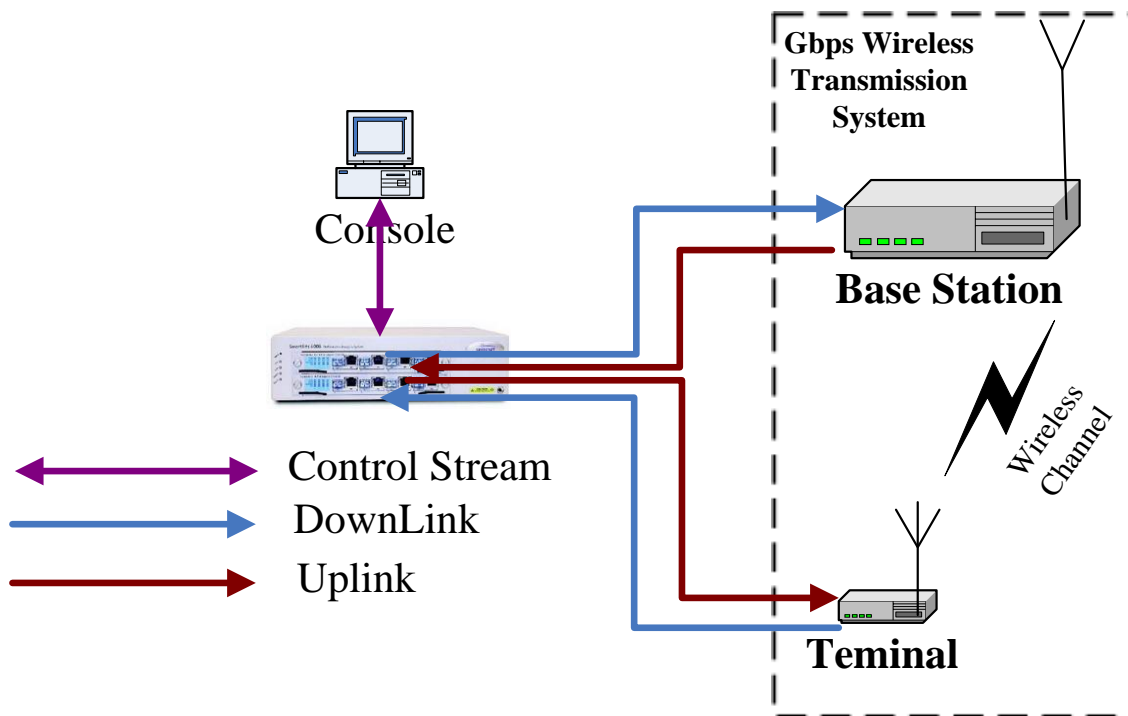 Gbps Wireless
Transmission
System
Console
Base Station
Wireless
Channel
Control Stream
DownLink
Uplink
Teminal